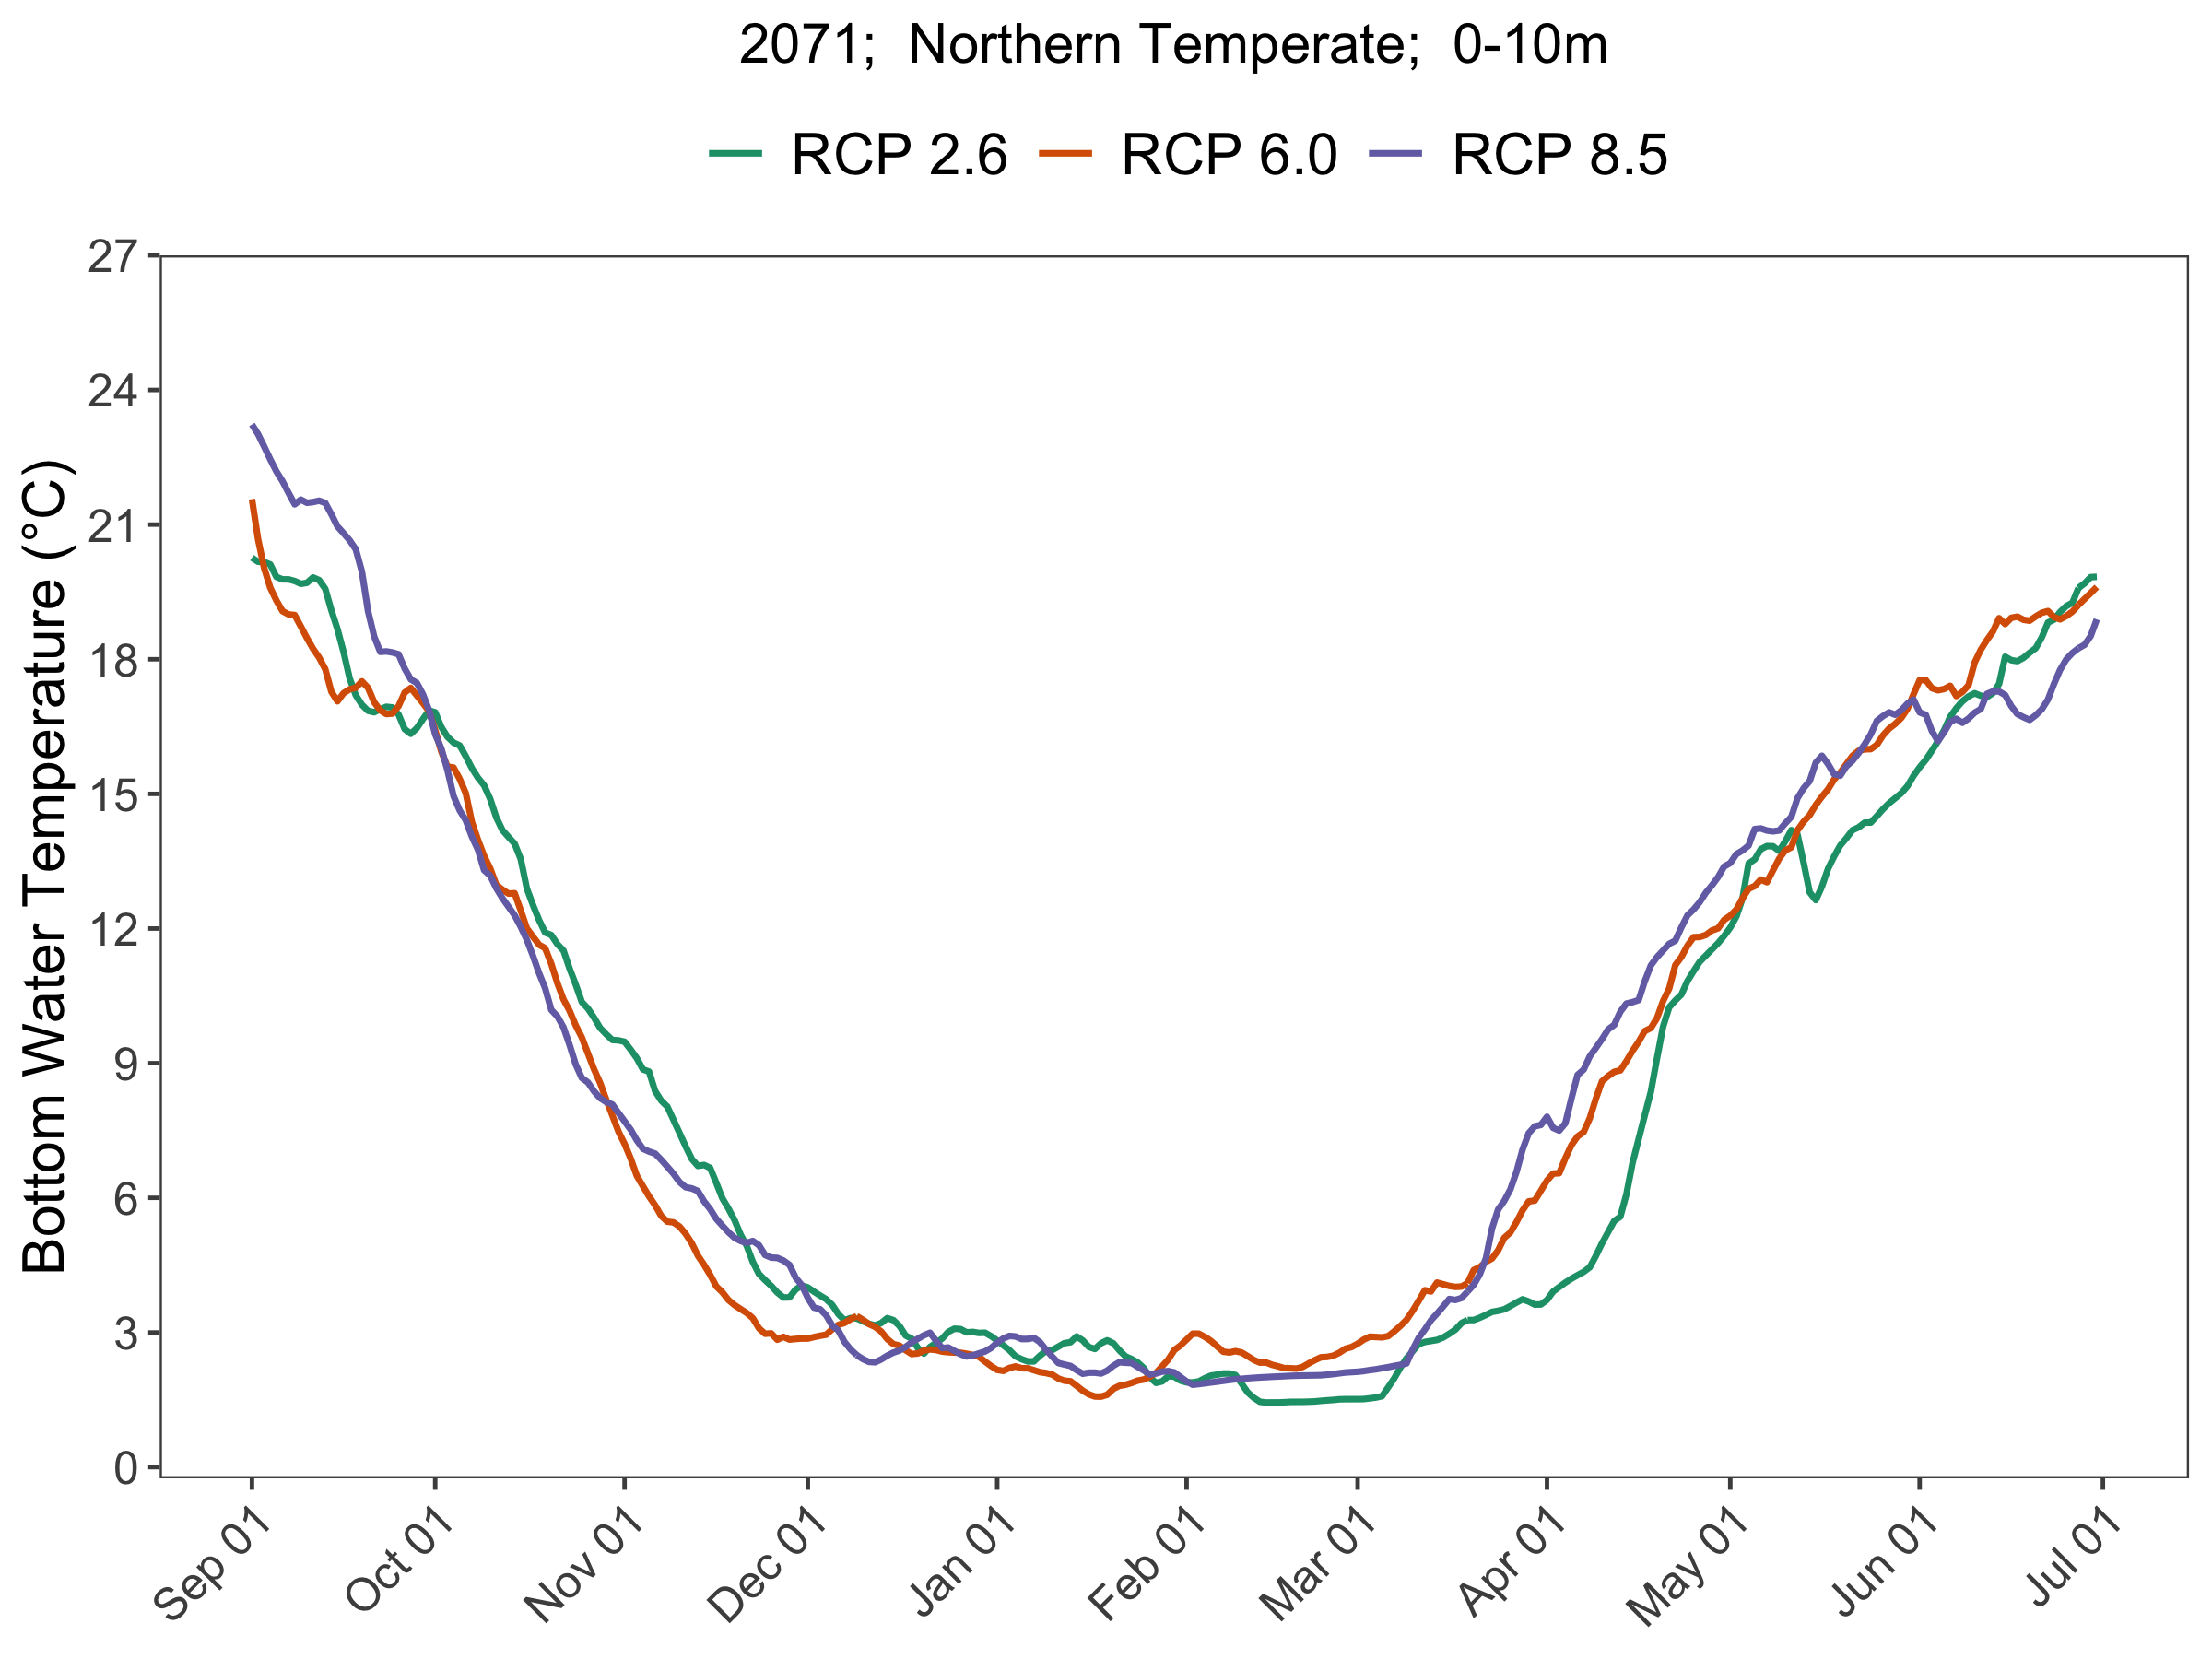 2071;  Northern Temperate;  0-10m
RCP 2.6 RCP 6.0 RCP 8.5
Bottom Water Temperature (°C)
27
24
21
18
15
12
9
6
3
0
Sep 01 Oct 01 Nov 01 Dec 01 Jan 01 Feb 01 Mar 01 Apr 01 May 01 Jun 01 Jul 01